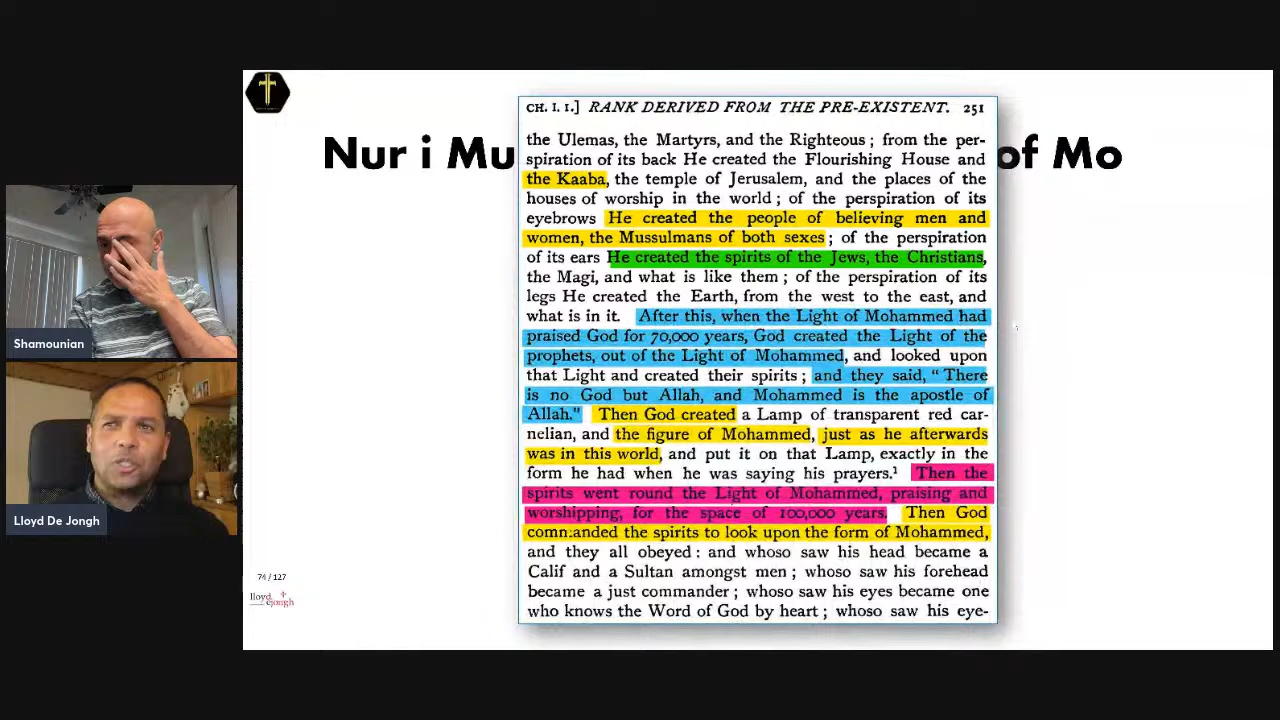 Nur i Mu
of Mo
CH. I. 1.] RANK DERIVED FROM THE PRE-EXISTENT. 251
the Ulemas, the Martyrs, and the Righteous; from the per-
spiration of its back He created the Flourishing House and
the Kaaba, the temple of Jerusalem, and the places of the
houses of worship in the world; of the perspiration of its
eyebrows He created the people of believing men and
women, the Mussulmans of both sexes; of the perspiration
of its ears He created the spirits of the Jews, the Christians,
the Magi, and what is like them; of the perspiration of its
legs He created the Earth, from the west to the east, and
what is in it. After this, when the Light of Mohammed had
praised God for 70,000 years, God created the Light of the
prophets, out of the Light of Mohammed, and looked upon
that Light and created their spirits; and they said, "There
is no God but Allah, and Mohammed is the apostle of
Allah." Then God created a Lamp of transparent red car-
nelian, and the figure of Mohammed, just as he afterwards
was in this world, and put it on that Lamp, exactly in the
form he had when he was saying his prayers.¹ Then the
spirits went round the Light of Mohammed, praising and
worshipping, for the space of 100,000 years. Then God
commanded the spirits to look upon the form of Mohammed,
and they all obeyed: and whoso saw his head became a
Calif and a Sultan amongst men; whoso saw his forehead
became a just commander; whoso saw his eyes became one
who knows the Word of God by heart; whoso saw his eye-
Shamounian
Lloyd De Jongh
74 / 127
lloyd
dejongh